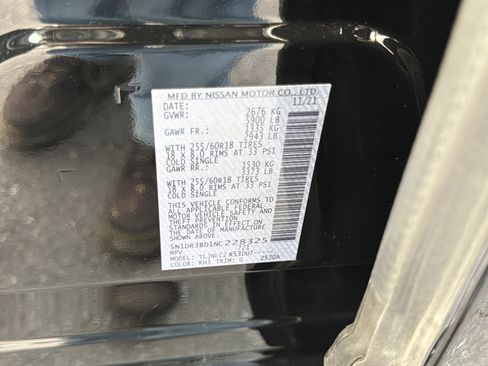 MFD BY NISSAN MOTOR CO., LTD.
DATE: 11/21
GVWR: 2676 KG
5900 LB
GAWR FR.: 1335 KG
2943 LB
WITH 255/60R18 TIRES
18 X 8.0 RIMS AT 33 PSI
COLD SINGLE
GAWR RR.: 1530 KG
3373 LB
WITH 255/60R18 TIRES
18 X 8.0 RIMS AT 33 PSI
COLD SINGLE
THIS VEHICLE CONFORMS TO ALL
APPLICABLE FEDERAL
MOTOR VEHICLE SAFETY AND
THEFT PREVENTION STANDARDS
IN EFFECT ON THE DATE OF
MANUFACTURE SHOWN ABOVE.
5N1DR3BD1NC228325
MPV
MODEL:
COLOR: KH3 TRIM: G